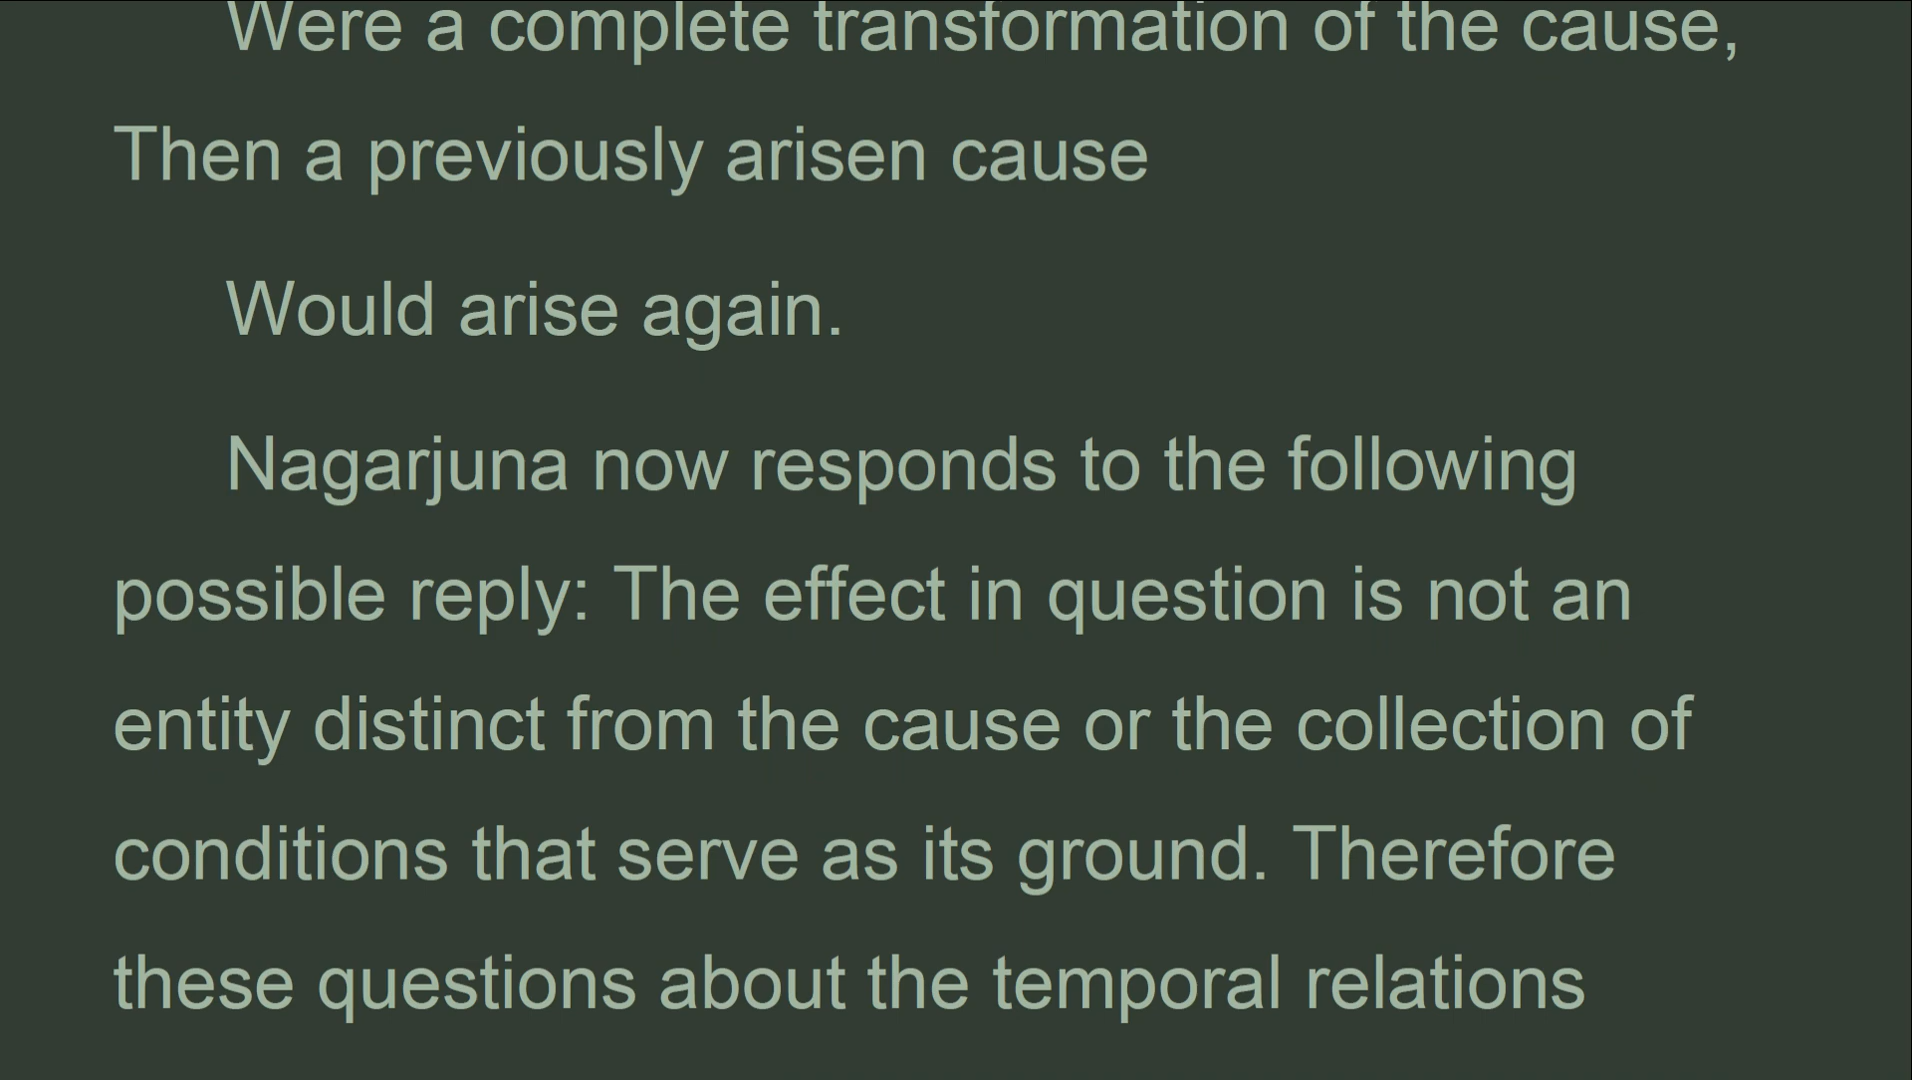 Were a complete transformation of the cause,
Then a previously arisen cause
Would arise again.
Nagarjuna now responds to the following
possible reply: The effect in question is not an
entity distinct from the cause or the collection of
conditions that serve as its ground. Therefore
these questions about the temporal relations